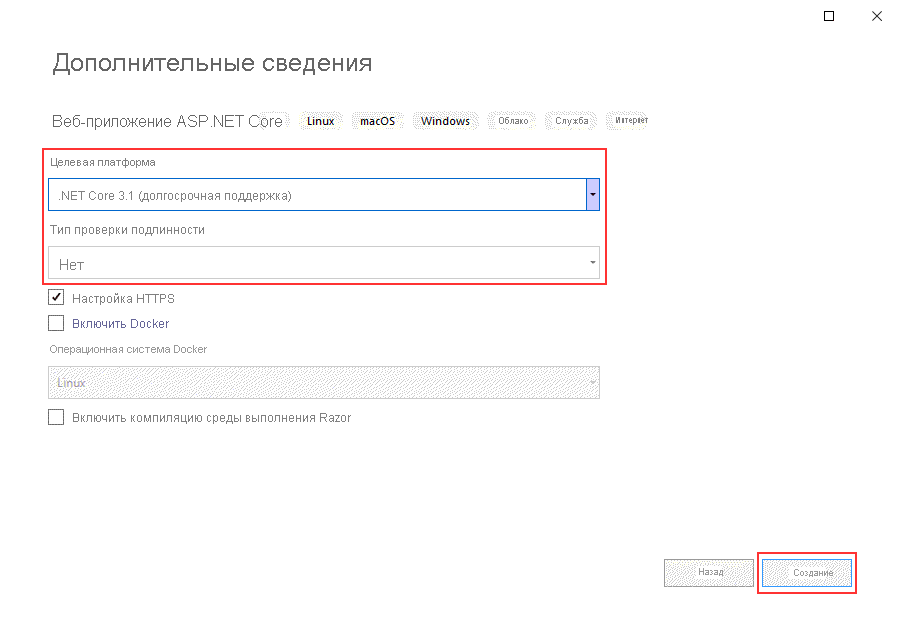 Дополнительные сведения
Веб-приложение ASP.NET Core Linux macOS Windows Облако Служба Интернет
Целевая платформа
.NET Core 3.1 (долгосрочная поддержка)
Тип проверки подлинности
Нет
Настройка HTTPS
Включить Docker
Операционная система Docker
Linux
Включить компиляцию среды выполнения Razor
Назад Создание